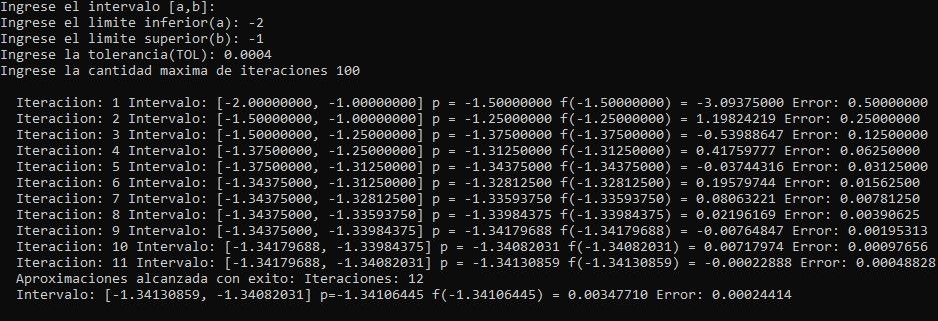 Ingrese el intervalo [a,b]:
Ingrese el limite inferior(a): -2
Ingrese el limite superior(b): -1
Ingrese la tolerancia(TOL): 0.0004
Ingrese la cantidad maxima de iteraciones 100
Iteraciion: 1 Intervalo: [-2.00000000, -1.00000000] p = -1.50000000 f(-1.50000000) = -3.09375000 Error: 0.50000000
Iteraciion: 2 Intervalo: [-1.50000000, -1.00000000] p = -1.25000000 f(-1.25000000) = 1.19824219 Error: 0.25000000
Iteraciion: 3 Intervalo: [-1.50000000, -1.25000000] p = -1.37500000 f(-1.37500000) = -0.53988647 Error: 0.12500000
Iteraciion: 4 Intervalo: [-1.37500000, -1.25000000] p = -1.31250000 f(-1.31250000) = 0.41759777 Error: 0.06250000
Iteraciion: 5 Intervalo: [-1.37500000, -1.31250000] p = -1.34375000 f(-1.34375000) = -0.03744316 Error: 0.03125000
Iteraciion: 6 Intervalo: [-1.34375000, -1.31250000] p = -1.32812500 f(-1.32812500) = 0.19579744 Error: 0.01562500
Iteraciion: 7 Intervalo: [-1.34375000, -1.32812500] p = -1.33593750 f(-1.33593750) = 0.08063221 Error: 0.00781250
Iteraciion: 8 Intervalo: [-1.34375000, -1.33593750] p = -1.33984375 f(-1.33984375) = 0.02196169 Error: 0.00390625
Iteraciion: 9 Intervalo: [-1.34375000, -1.33984375] p = -1.34179688 f(-1.34179688) = -0.00764847 Error: 0.00195313
Iteraciion: 10 Intervalo: [-1.34179688, -1.33984375] p = -1.34082031 f(-1.34082031) = 0.00717974 Error: 0.00097656
Iteraciion: 11 Intervalo: [-1.34179688, -1.34082031] p = -1.34130859 f(-1.34130859) = -0.00022888 Error: 0.00048828
Aproximaciones alcanzada con exito: Iteraciones: 12
Intervalo: [-1.34130859, -1.34082031] p=-1.34106445 f(-1.34106445) = 0.00347710 Error: 0.00024414